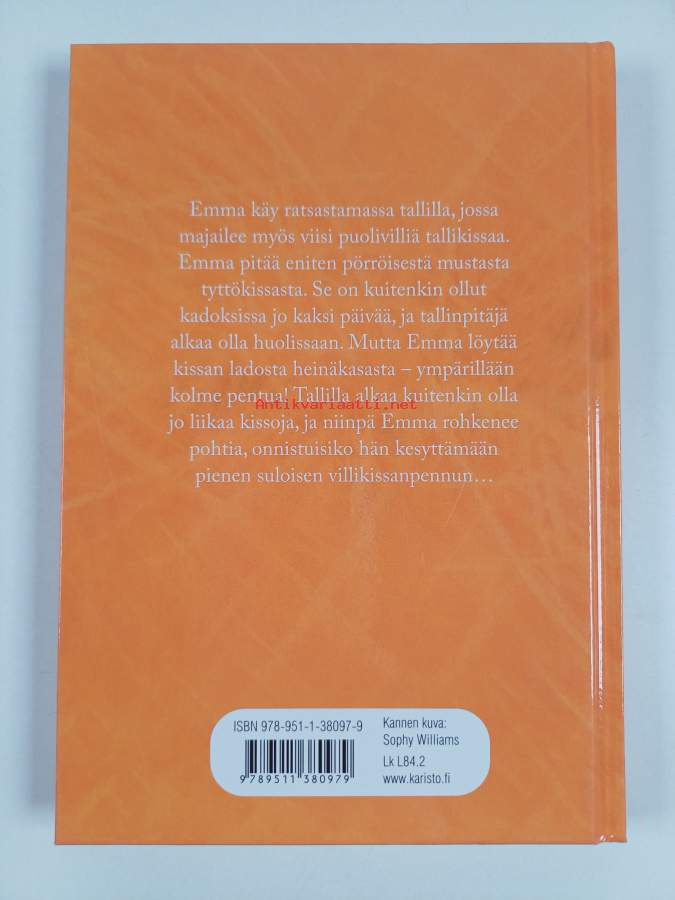 Emma käy ratsastamassa tallilla, jossa
majailee myös viisi puolivilliä tallikissaa.
Emma pitää eniten pörröisestä mustasta
tyttökissasta. Se on kuitenkin ollut
kadoksissa jo kaksi päivää, ja tallinpitäjä
alkaa olla huolissaan. Mutta Emma löytää
kissan ladosta heinäkasasta – ympärillään
kolme pentua! Tallilla alkaa kuitenkin olla
Antikvariaatti.net
jo liikaa kissoja, ja niinpä Emma rohkenee
pohtia, onnistuisiko hän kesyttämään
pienen suloisen villikissanpennun…
ISBN 978-951-1-38097-9
9 789511 380979
Kannen kuva:
Sophy Williams
Lk L84.2
www.karisto.fi